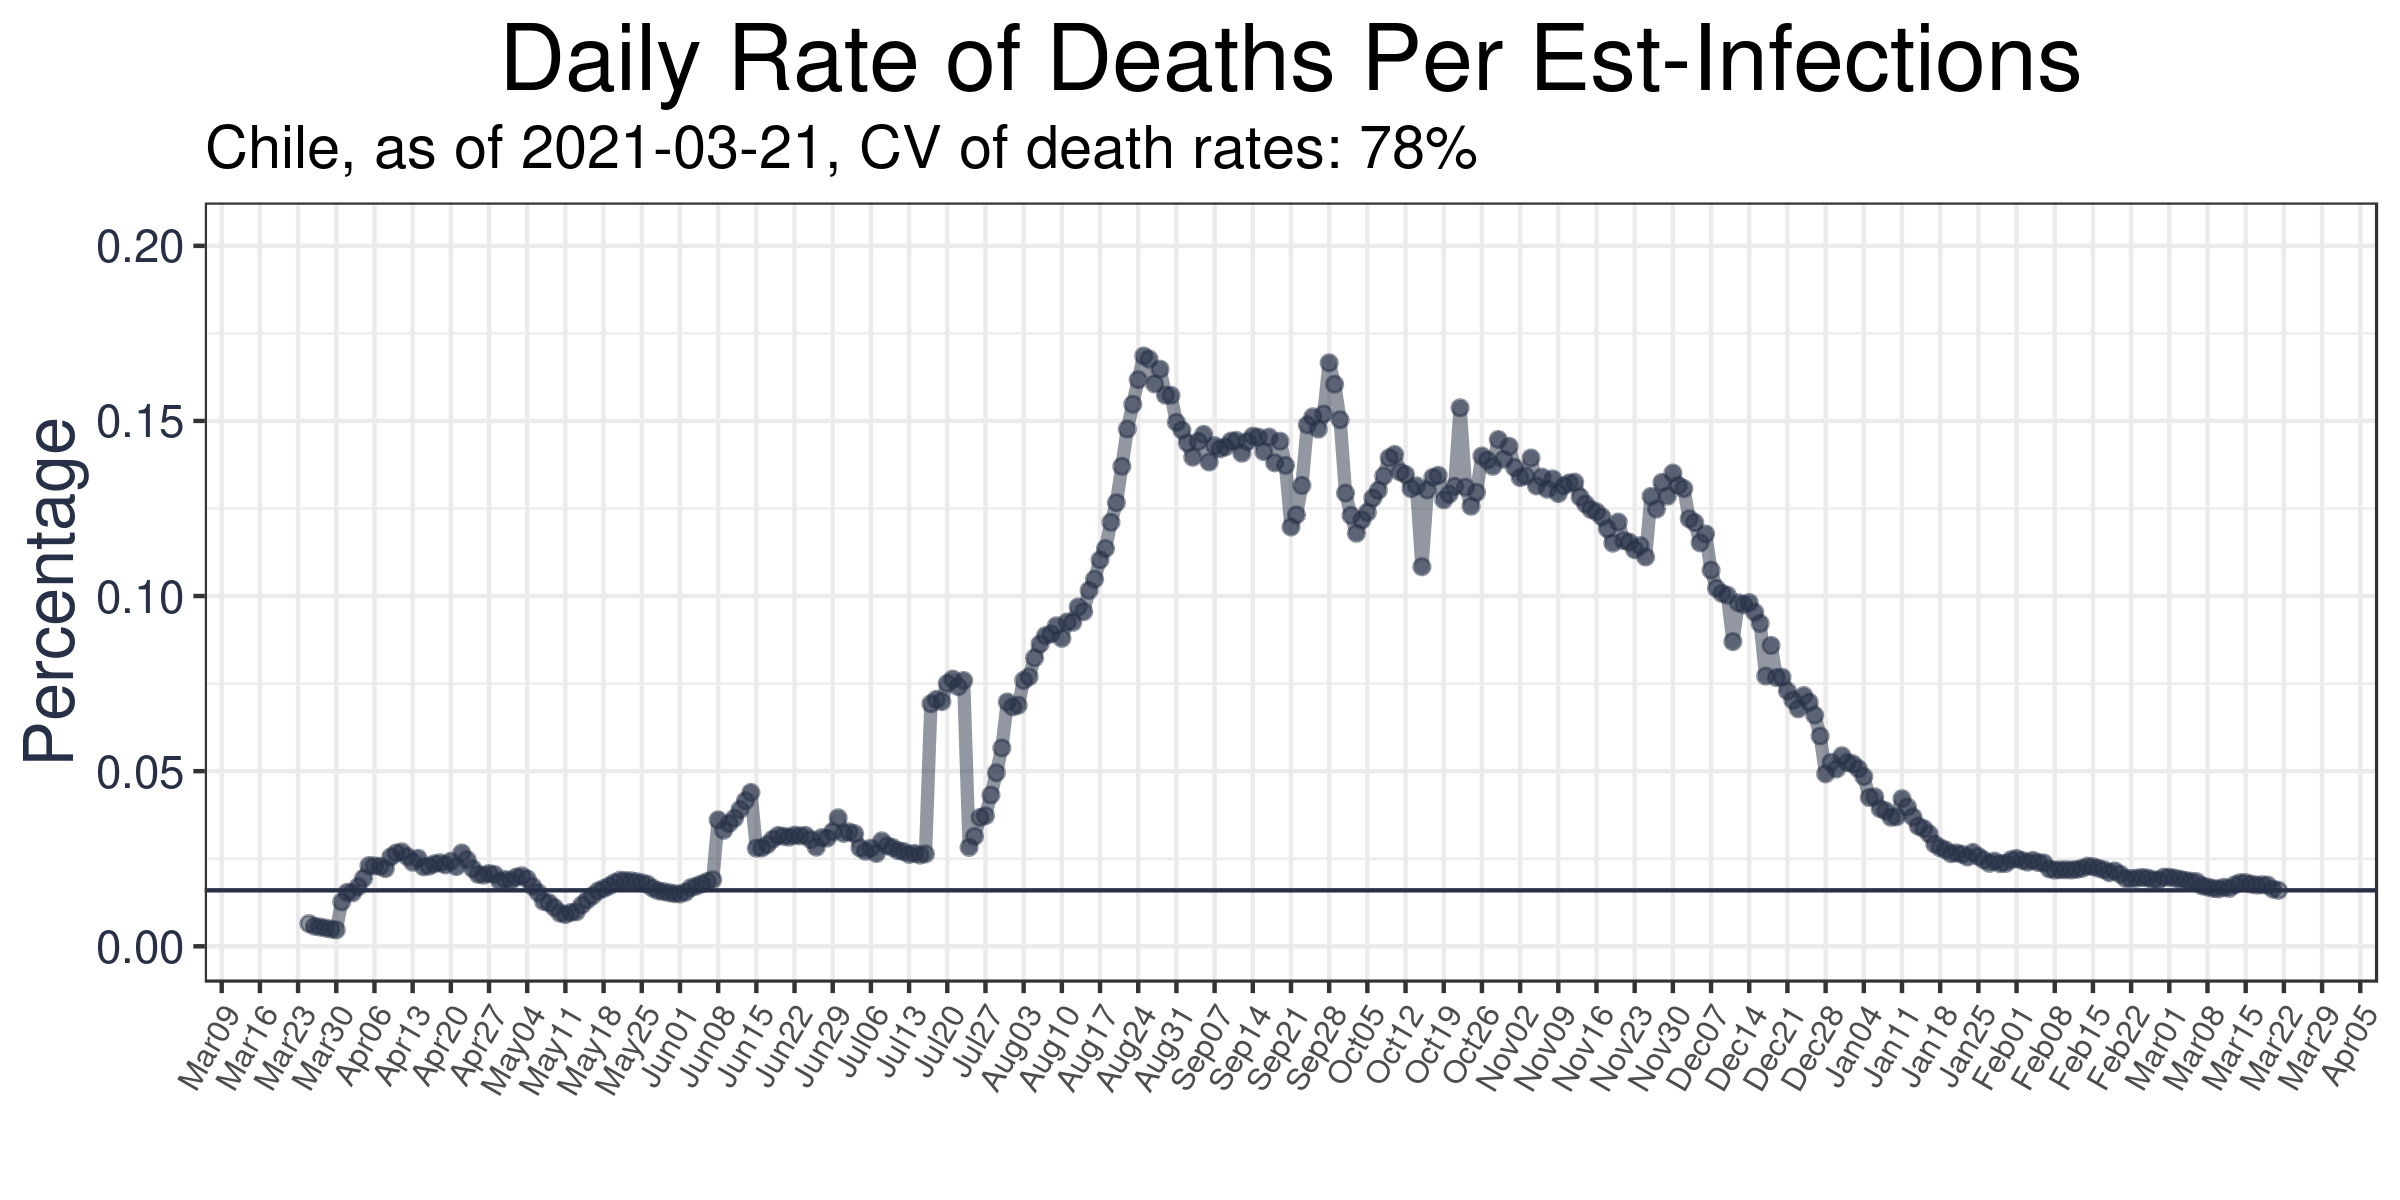 Daily Rate of Deaths Per Est-Infections
Chile, as of 2021-03-21, CV of death rates: 78%
Percentage
0.20
0.15
0.10
0.05
0.00
Mar09
Mar16
Mar23
Mar30
Apr06
Apr13
Apr20
Apr27
May04
May11
May18
May25
Jun01
Jun08
Jun15
Jun22
Jun29
Jul06
Jul13
Jul20
Jul27
Aug03
Aug10
Aug17
Aug24
Aug31
Sep07
Sep14
Sep21
Sep28
Oct05
Oct12
Oct19
Oct26
Nov02
Nov09
Nov16
Nov23
Nov30
Dec07
Dec14
Dec21
Dec28
Jan04
Jan11
Jan18
Jan25
Feb01
Feb08
Feb15
Feb22
Mar01
Mar08
Mar15
Mar22
Mar29
Apr05